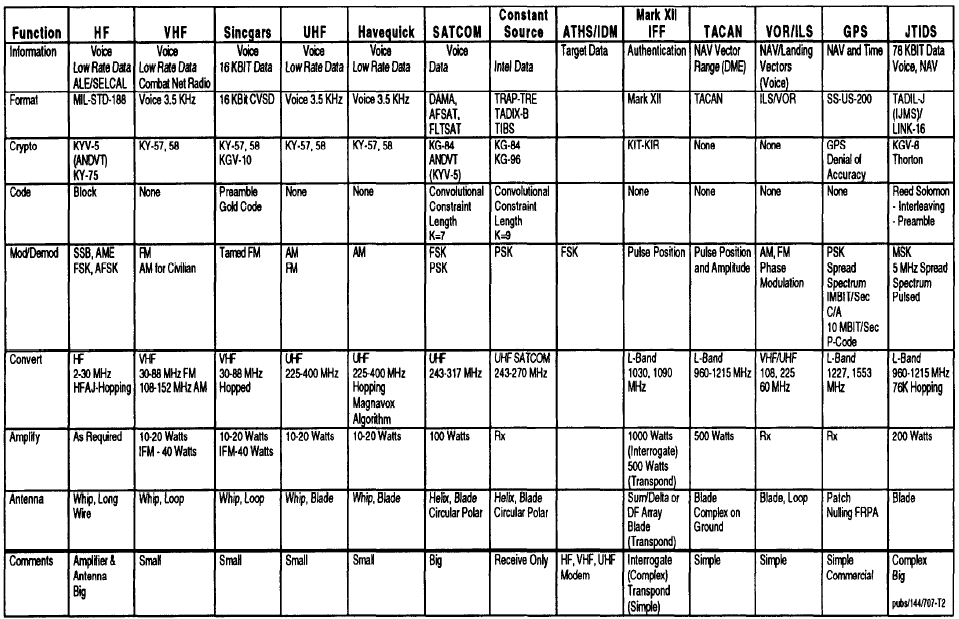 Constant Mark XII
Function HF VHF Sincgars UHF Havequick SATCOM Source ATHS/IDM IFF TACAN VOR/ILS GPS JTIDS
Information Voice Voice Voice Voice Voice Voice Target Data Authentication NAV Vector NAV/Landing NAV and Time 78 KBIT Data
Low Rate Data Low Rate Data 16 KBIT Data Low Rate Data Low Rate Data Data Intel Data Range (DME) Vectors Voice, NAV
ALE/SELCAL Combat Net Radio (Voice)
Format MIL-STD-188 Voice 3.5 KHz 16 KBit CVSD Voice 3.5 KHz Voice 3.5 KHz DAMA, TRAP-TRE Mark XII TACAN ILS/VOR SS-US-200 TADIL-J
AFSAT, TADIX-B (IJMS)/
FLTSAT TIBS LINK-16
Crypto KYV-5 KY-57, 58 KY-57, 58 KY-57, 58 KY-57, 58 KG-84 KG-84 KIT-KIR None None GPS KGV-8
(ANDVT) KGV-10 ANDVT KG-96 Denial of Thorton
KY-75 (KYV-5) Accuracy
Code Block None Preamble None None Convolutional Convolutional None None None None Reed Solomon
Gold Code Constraint Constraint - Interleaving
Length Length - Preamble
K=7 K=9
Mod/Demod SSB, AME FM Tamed FM AM AM FSK PSK FSK Pulse Position Pulse Position AM, FM PSK MSK
FSK, AFSK AM for Civilian FM PSK and Amplitude Phase Spread 5 MHz Spread
Modulation Spectrum Spectrum
IMBIT/Sec Pulsed
C/A
10 MBIT/Sec
P-Code
Convert HF VHF VHF UHF UHF UHF UHF SATCOM L-Band L-Band VHF/UHF L-Band L-Band
2-30 MHz 30-88 MHz FM 30-88 MHz 225-400 MHz 225-400 MHz 243-317 MHz 243-270 MHz 1030, 1090 960-1215 MHz 108, 225 1227, 1553 960-1215 MHz
HFAJ-Hopping 108-152 MHz AM Hopped Hopping MHz 60 MHz MHz 76K Hopping
Magnavox
Algorithm
Amplify As Required 10-20 Watts 10-20 Watts 10-20 Watts 10-20 Watts 100 Watts Rx 1000 Watts 500 Watts Rx Rx 200 Watts
IFM - 40 Watts IFM-40 Watts (Interrogate)
500 Watts
(Transpond)
Antenna Whip, Long Whip, Loop Whip, Loop Whip, Blade Whip, Blade Helix, Blade Helix, Blade Sum/Delta or Blade Blade, Loop Patch Blade
Wire Circular Polar Circular Polar DF Array Complex on Nulling FRPA
Blade Ground
(Transpond)
Comments Amplifier & Small Small Small Small Big Receive Only HF, VHF, UHF Interrogate Simple Simple Simple Complex
Antenna Modem (Complex) Commercial Big
Big Transpond
(Simple) pubs/144/707-T2